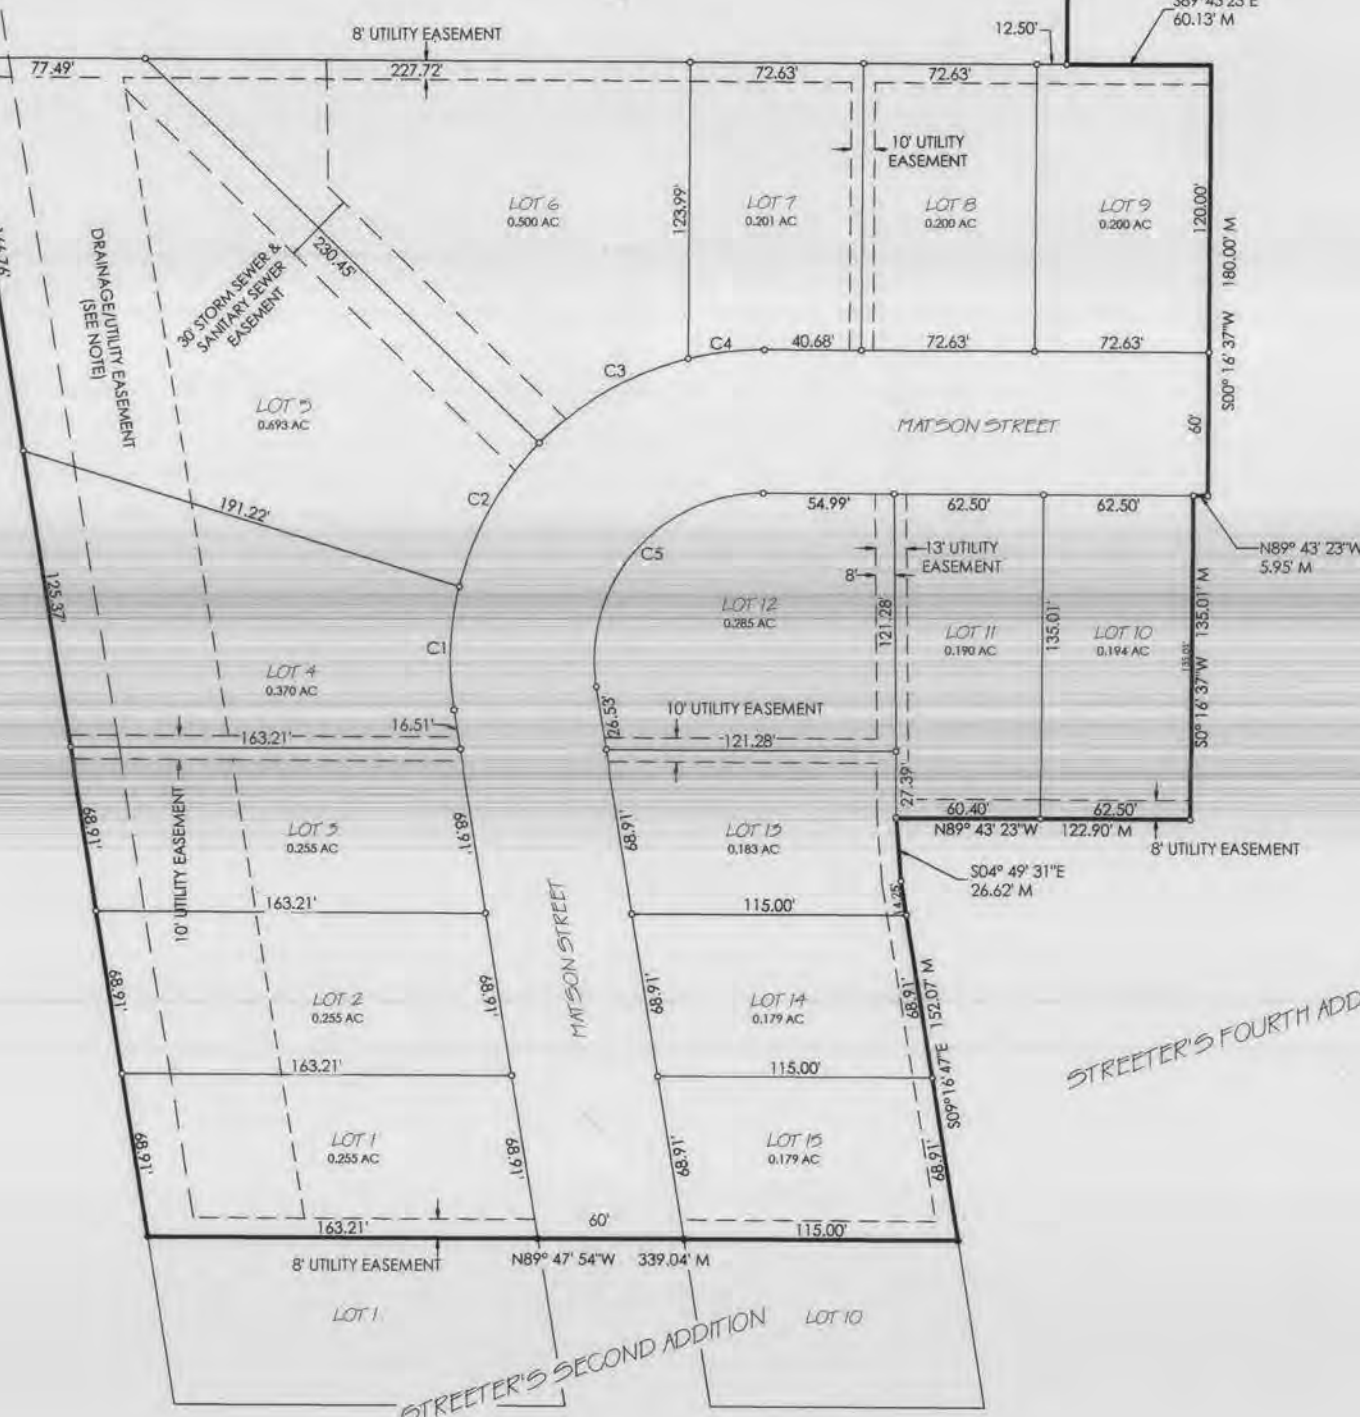 S89° 43' 23"E
60.13' M
12.50'
8' UTILITY EASEMENT
77.49'
227.72'
72.63'
72.63'
10' UTILITY
EASEMENT
LOT 6
0.500 AC
123.99'
LOT 7
0.201 AC
LOT 8
0.200 AC
LOT 9
0.200 AC
120.00'
S00° 16' 37"W 180.00' M
DRAINAGE/UTILITY EASEMENT
(SEE NOTE)
30' STORM SEWER &
SANITARY SEWER
EASEMENT
230.45'
C4
40.68'
72.63'
72.63'
C3
LOT 5
0.693 AC
MATSON STREET
60'
C2
191.22'
54.99'
62.50'
62.50'
N89° 43' 23"W
5.95' M
C5
13' UTILITY
EASEMENT
8'
125.37'
LOT 12
0.285 AC
121.28'
LOT 11
0.190 AC
135.01'
LOT 10
0.194 AC
135.01'
S0° 16' 37"W 135.01' M
C1
LOT 4
0.370 AC
16.51'
163.21'
26.53'
10' UTILITY EASEMENT
121.28'
27.39'
60.40'
62.50'
N89° 43' 23"W 122.90' M
8' UTILITY EASEMENT
68.91'
10' UTILITY EASEMENT
LOT 3
0.255 AC
68.91'
68.91'
LOT 13
0.183 AC
S04° 49' 31"E
26.62' M
14.25'
163.21'
115.00'
MATSON STREET
68.91'
LOT 2
0.255 AC
68.91'
68.91'
LOT 14
0.179 AC
68.91'
S09°16'47"E 152.07' M
STREETER'S FOURTH ADD
163.21'
115.00'
68.91'
LOT 1
0.255 AC
68.91'
68.91'
LOT 15
0.179 AC
68.91'
163.21'
60'
115.00'
8' UTILITY EASEMENT
N89° 47' 54"W 339.04' M
LOT 1
LOT 10
STREETER'S SECOND ADDITION